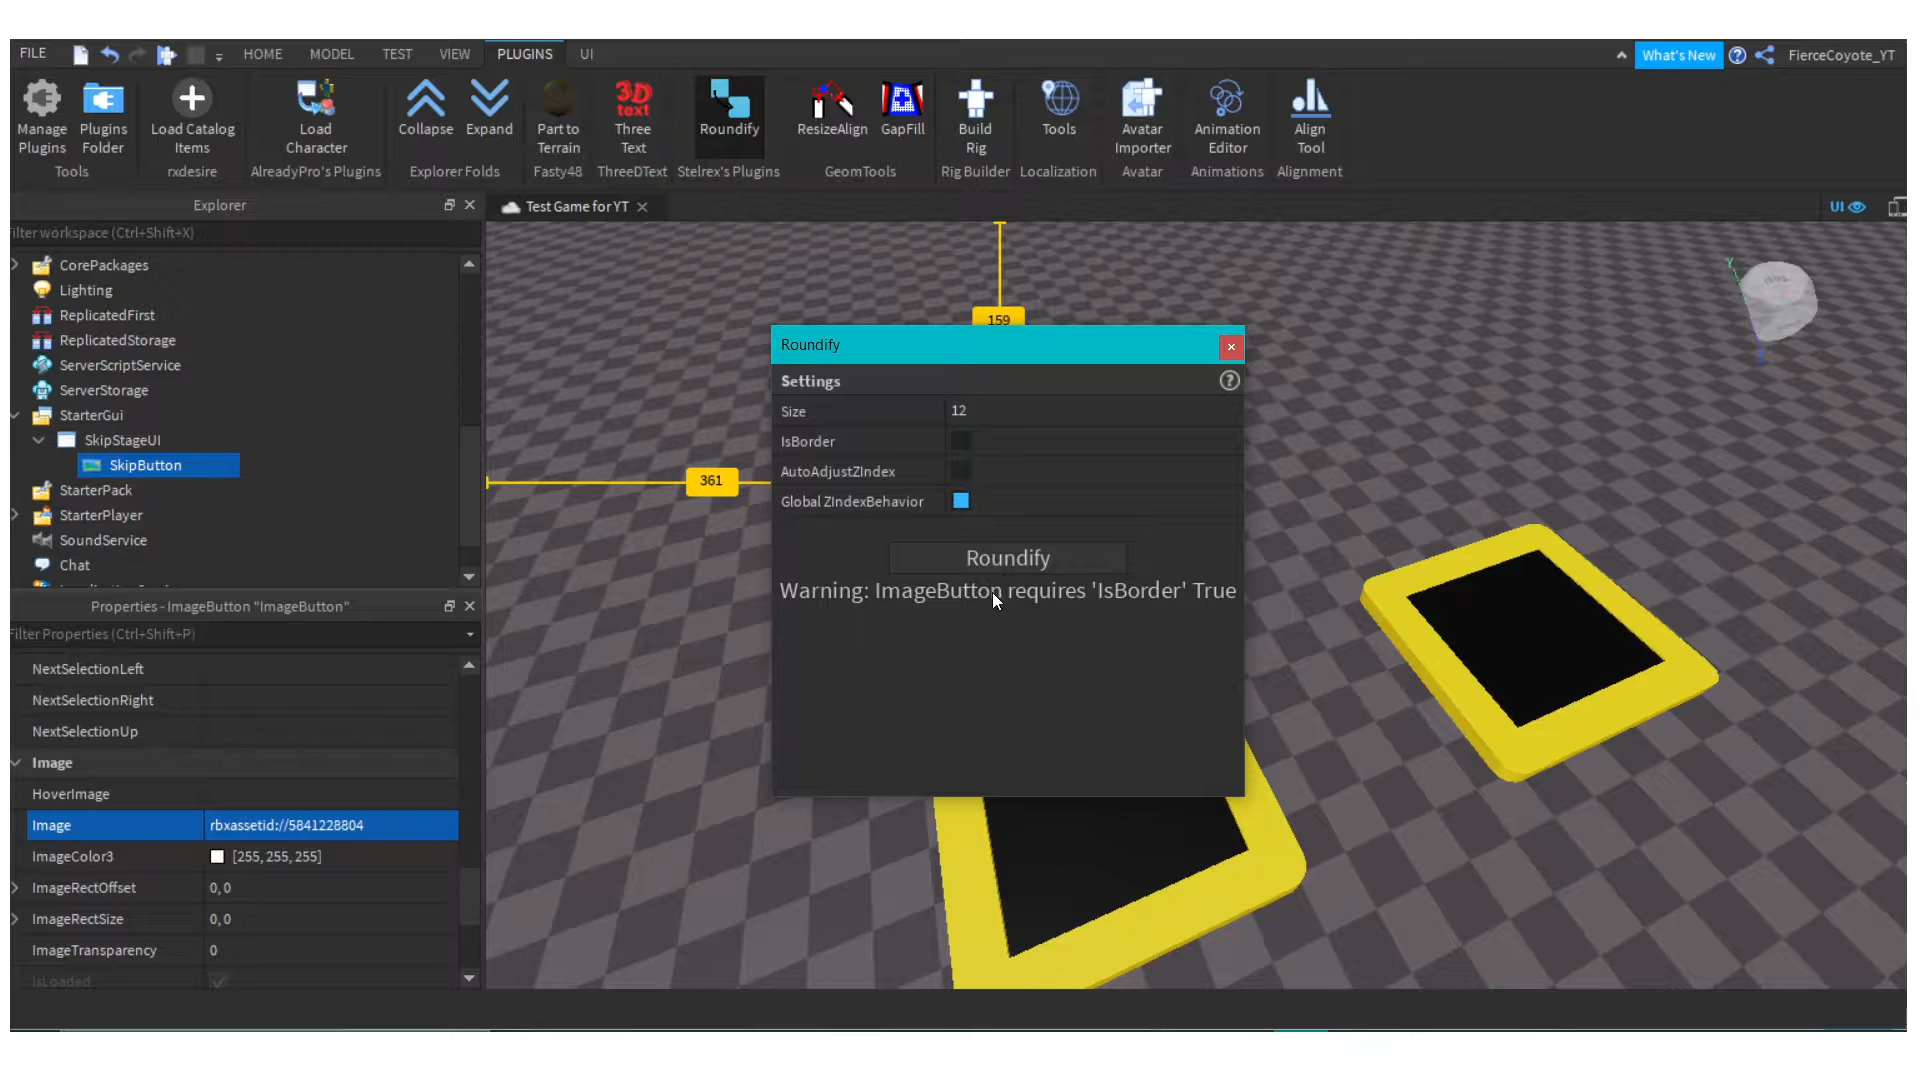 FILE
HOME
MODEL
TEST
VIEW
PLUGINS
UI
What's New
FierceCoyote_YT
Manage
Plugins
Plugins
Folder
Load Catalog
Items
Load
Character
Collapse
Expand
Part to
Terrain
3D
text
Three
Text
Roundify
ResizeAlign
GapFill
Build
Rig
Tools
Avatar
Importer
Animation
Editor
Align
Tool
Tools
rxdesire
AlreadyPro's Plugins
Explorer Folds
Fasty48
ThreeDText
Stelrex's Plugins
GeomTools
Rig Builder
Localization
Avatar
Animations
Alignment
Explorer
ilter workspace (Ctrl+Shift+X)
CorePackages
Lighting
ReplicatedFirst
ReplicatedStorage
ServerScriptService
ServerStorage
StarterGui
SkipStageUI
SkipButton
StarterPack
StarterPlayer
SoundService
Chat
Properties - ImageButton "ImageButton"
Filter Properties (Ctrl+Shift+P)
NextSelectionLeft
NextSelectionRight
NextSelectionUp
Image
HoverImage
Image rbxassetid://5841228804
ImageColor3 [255, 255, 255]
ImageRectOffset 0, 0
ImageRectSize 0, 0
ImageTransparency 0
IsLoaded
Test Game for YT
UI
Y
159
361
Roundify
Settings
?
Size 12
IsBorder
AutoAdjustZIndex
Global ZIndexBehavior
Roundify
Warning: ImageButton requires 'IsBorder' True